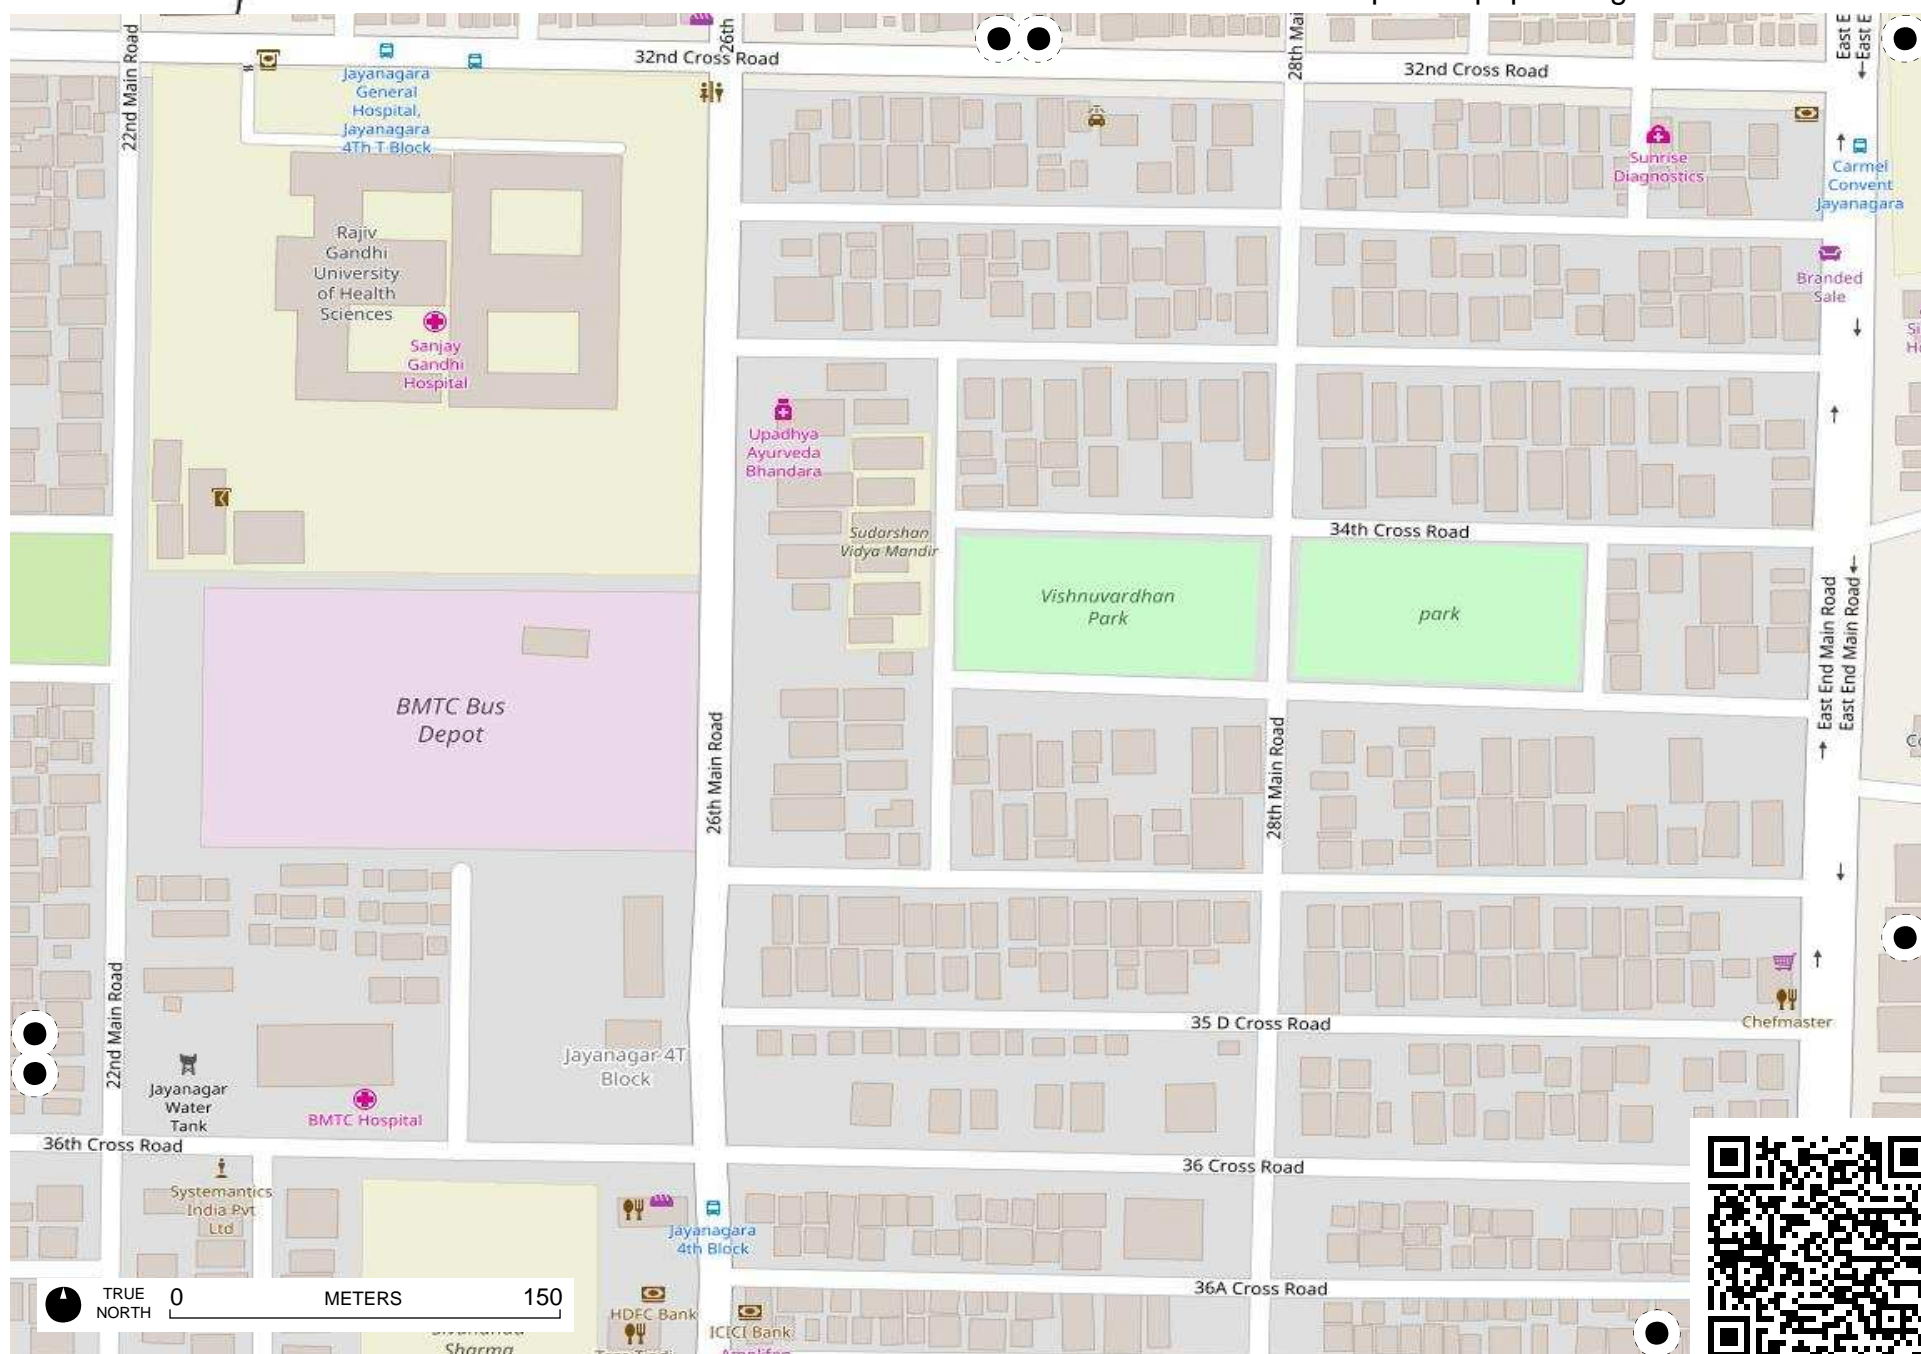 32nd Cross Road
32nd Cross Road
22nd Main Road
26th
28th Mai
East E
East E
Jayanagara
General
Hospital,
Jayanagara
4Th T Block
Sunrise
Diagnostics
Carmel
Convent
Jayanagara
Rajiv
Gandhi
University
of Health
Sciences
Sanjay
Gandhi
Hospital
Branded
Sale
Si
H
Upadhya
Ayurveda
Bhandara
Sudarshan
Vidya Mandir
34th Cross Road
Vishnuvardhan
Park
park
East End Main Road
East End Main Road
BMTC Bus
Depot
26th Main Road
28th Main Road
22nd Main Road
35 D Cross Road
Chefmaster
Jayanagar 4T
Block
Jayanagar
Water
Tank
BMTC Hospital
36th Cross Road
36 Cross Road
Systemantics
India Pvt
Ltd
Jayanagara
4th Block
36A Cross Road
TRUE
NORTH
0 METERS 150
HDFC Bank
ICICI Bank
Sharma